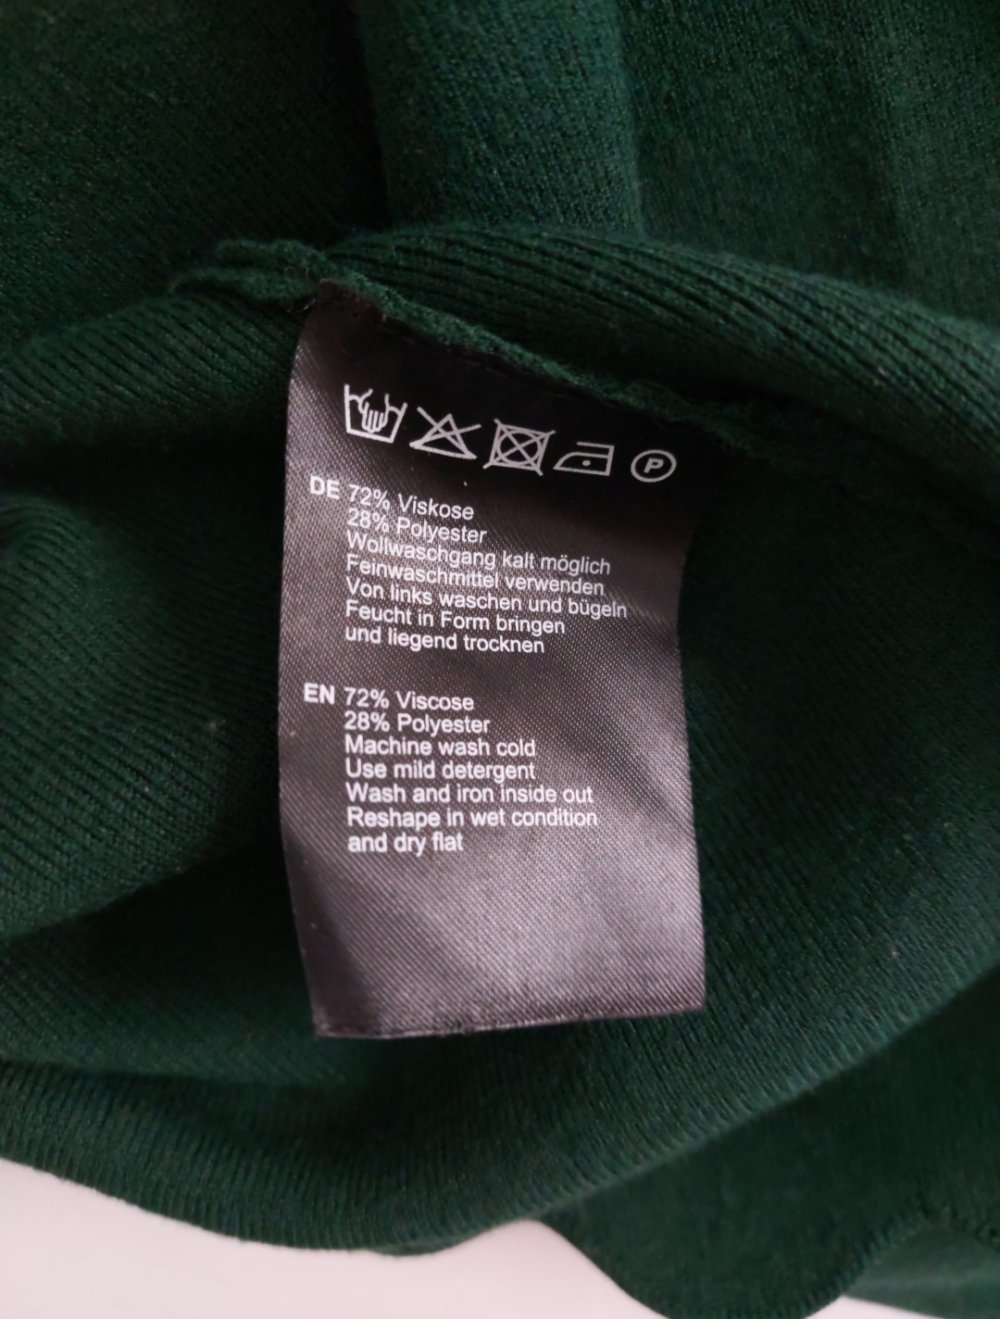 P
DE 72% Viskose
28% Polyester
Wollwaschgang kalt möglich
Feinwaschmittel verwenden
Von links waschen und bügeln
Feucht in Form bringen
und liegend trocknen
EN 72% Viscose
28% Polyester
Machine wash cold
Use mild detergent
Wash and iron inside out
Reshape in wet condition
and dry flat